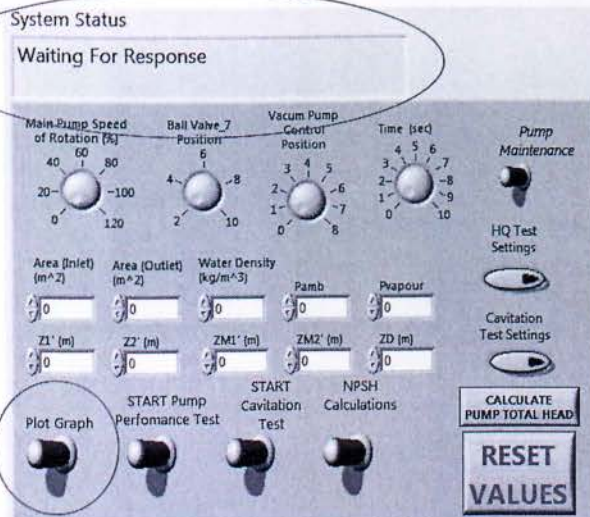 System Status
Waiting For Response
Main Pump Speed
of Rotation (%)
0
20
40
60
80
100
120
Ball Valve_7
Position
2
4
6
8
10
Vacum Pump
Control
Position
0
1
2
3
4
5
6
7
8
Time (sec)
0
1
2
3
4
5
6
7
8
9
10
Pump
Maintenance
HQ Test
Settings
Area (Inlet)
(m^2)
0
Area (Outlet)
(m^2)
0
Water Density
(kg/m^3)
0
Pamb
0
Pvapour
0
Cavitation
Test Settings
Z1' (m)
0
Z2' (m)
0
ZM1' (m)
0
ZM2' (m)
0
ZD (m)
0
Plot Graph
START Pump
Perfomance Test
START
Cavitation
Test
NPSH
Calculations
CALCULATE
PUMP TOTAL HEAD
RESET
VALUES